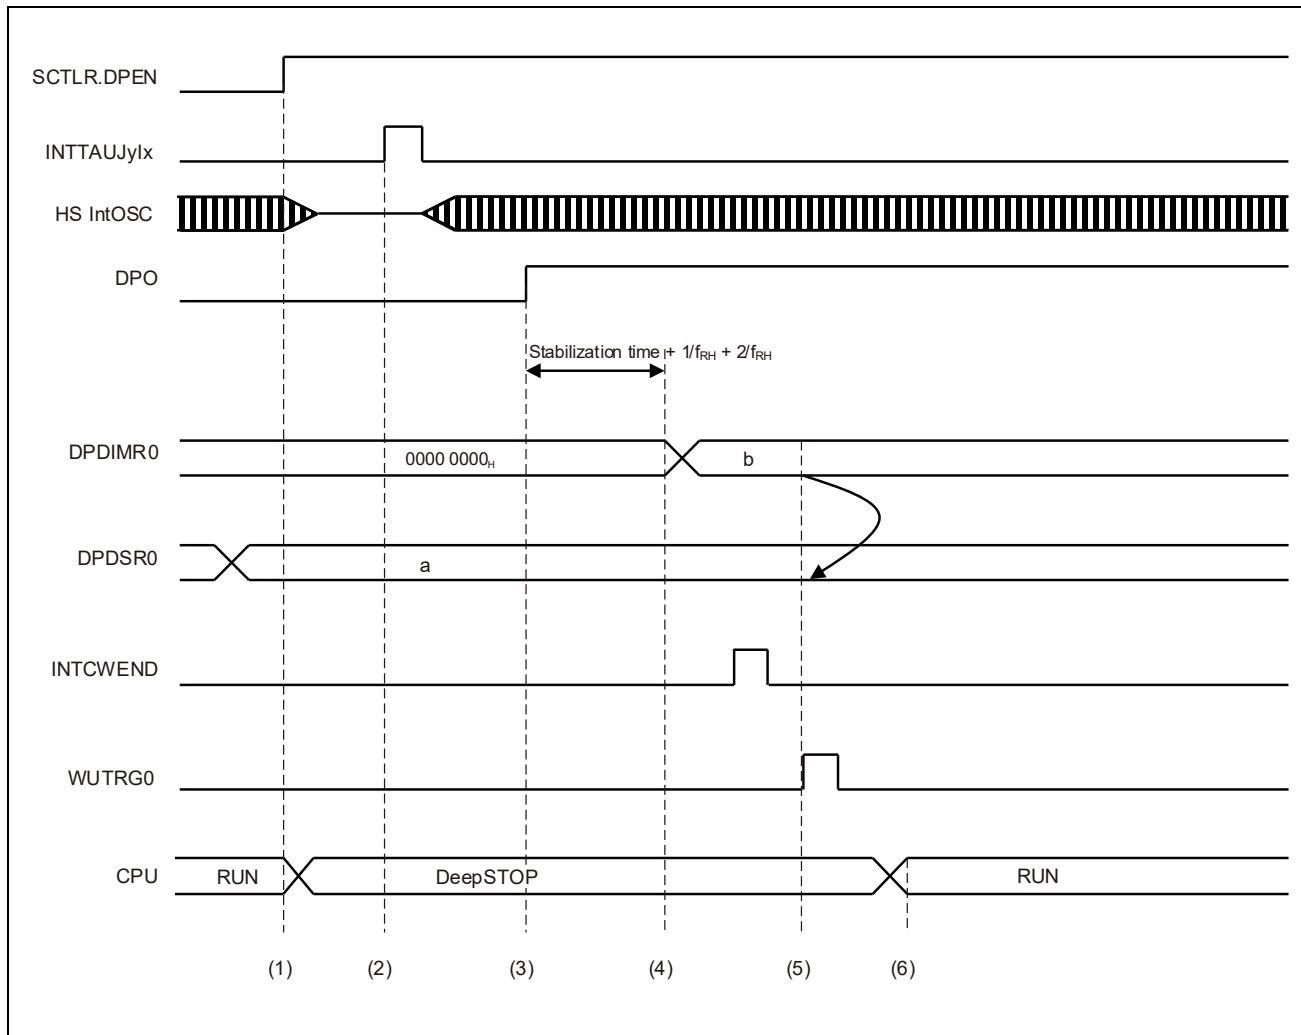 SCTLR.DPEN
INTTAUJyIx
HS IntOSC
DPO
Stabilization time + 1/fRH + 2/fRH
DPDIMR0
0000 0000H
b
DPDSR0
a
INTCWEND
WUTRG0
CPU
RUN
DeepSTOP
RUN
(1)
(2)
(3)
(4)
(5)
(6)